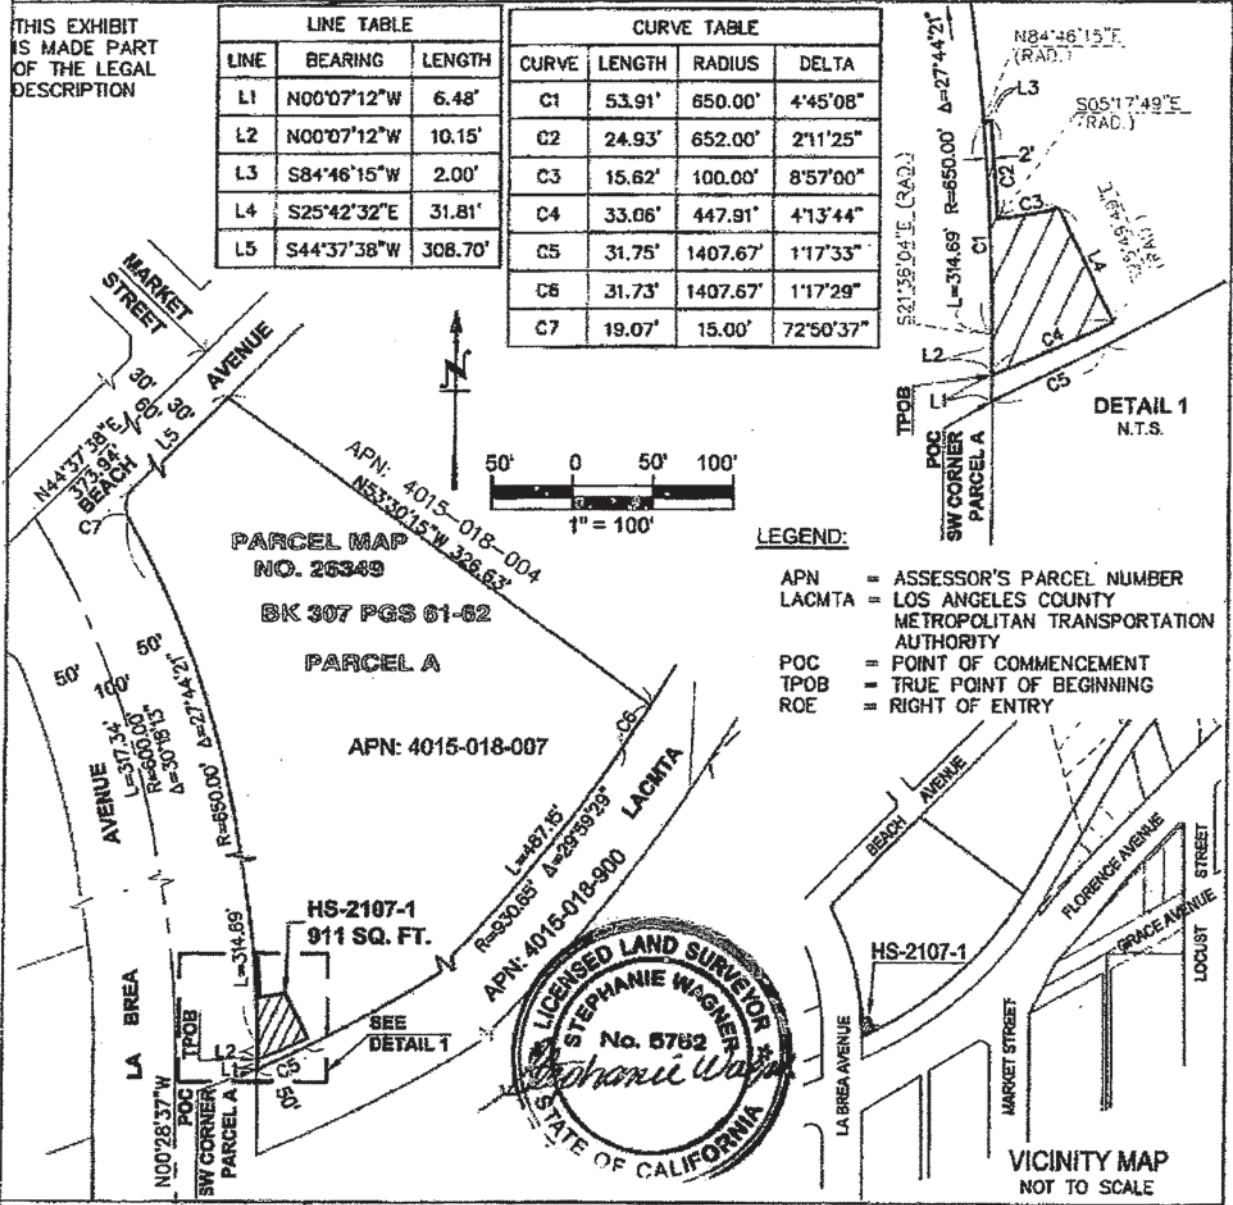 THIS EXHIBIT
IS MADE PART
OF THE LEGAL
DESCRIPTION
LINE TABLE
LINE BEARING LENGTH
L1 N00°07'12"W 6.48'
L2 N00°07'12"W 10.15'
L3 S84°46'15"W 2.00'
L4 S25°42'32"E 31.81'
L5 S44°37'38"W 308.70'
CURVE TABLE
CURVE LENGTH RADIUS DELTA
C1 53.91' 650.00' 4°45'08"
C2 24.93' 652.00' 2°11'25"
C3 15.62' 100.00' 8°57'00"
C4 33.06' 447.91' 4°13'44"
C5 31.75' 1407.67' 1°17'33"
C6 31.73' 1407.67' 1°17'29"
C7 19.07' 15.00' 72°50'37"
N84°46'15"E
(RAD.)
L3
S05°17'49"E
(RAD.)
2'
C2
C3
C1
L4
C4
C5
L2
L1
L=314.69' R=650.00' Δ=27°44'21"
S21°36'04"E (RAD.)
(RAD.)
TPOB
POC
SW CORNER
PARCEL A
DETAIL 1
N.T.S.
MARKET
STREET
AVENUE
30'
60'
30'
N44°37'38"E
373.94'
BEACH
L5
C7
N
50' 0 50' 100'
1" = 100'
APN: 4015-018-004
N53°30'15"W 326.63'
PARCEL MAP
NO. 26349
BK 307 PGS 61-62
PARCEL A
APN: 4015-018-007
LEGEND:
APN = ASSESSOR'S PARCEL NUMBER
LACMTA = LOS ANGELES COUNTY
METROPOLITAN TRANSPORTATION
AUTHORITY
POC = POINT OF COMMENCEMENT
TPOB = TRUE POINT OF BEGINNING
ROE = RIGHT OF ENTRY
50'
100'
50'
L=317.34'
R=600.00'
Δ=30°18'13"
R=650.00' Δ=27°44'21"
L=314.69'
LA BREA AVENUE
C6
LACMTA
L=487.15'
R=930.65' Δ=29°59'29"
APN: 4015-018-900
HS-2107-1
911 SQ. FT.
SEE
DETAIL 1
TPOB
L2
L1
C5
50'
N00°28'37"W
POC
SW CORNER
PARCEL A
LICENSED LAND SURVEYOR
STEPHANIE WAGNER
No. 5762
STATE OF CALIFORNIA
BEACH AVENUE
FLORENCE AVENUE
GRACE AVENUE
LOCUST STREET
HS-2107-1
LA BREA AVENUE
MARKET STREET
VICINITY MAP
NOT TO SCALE